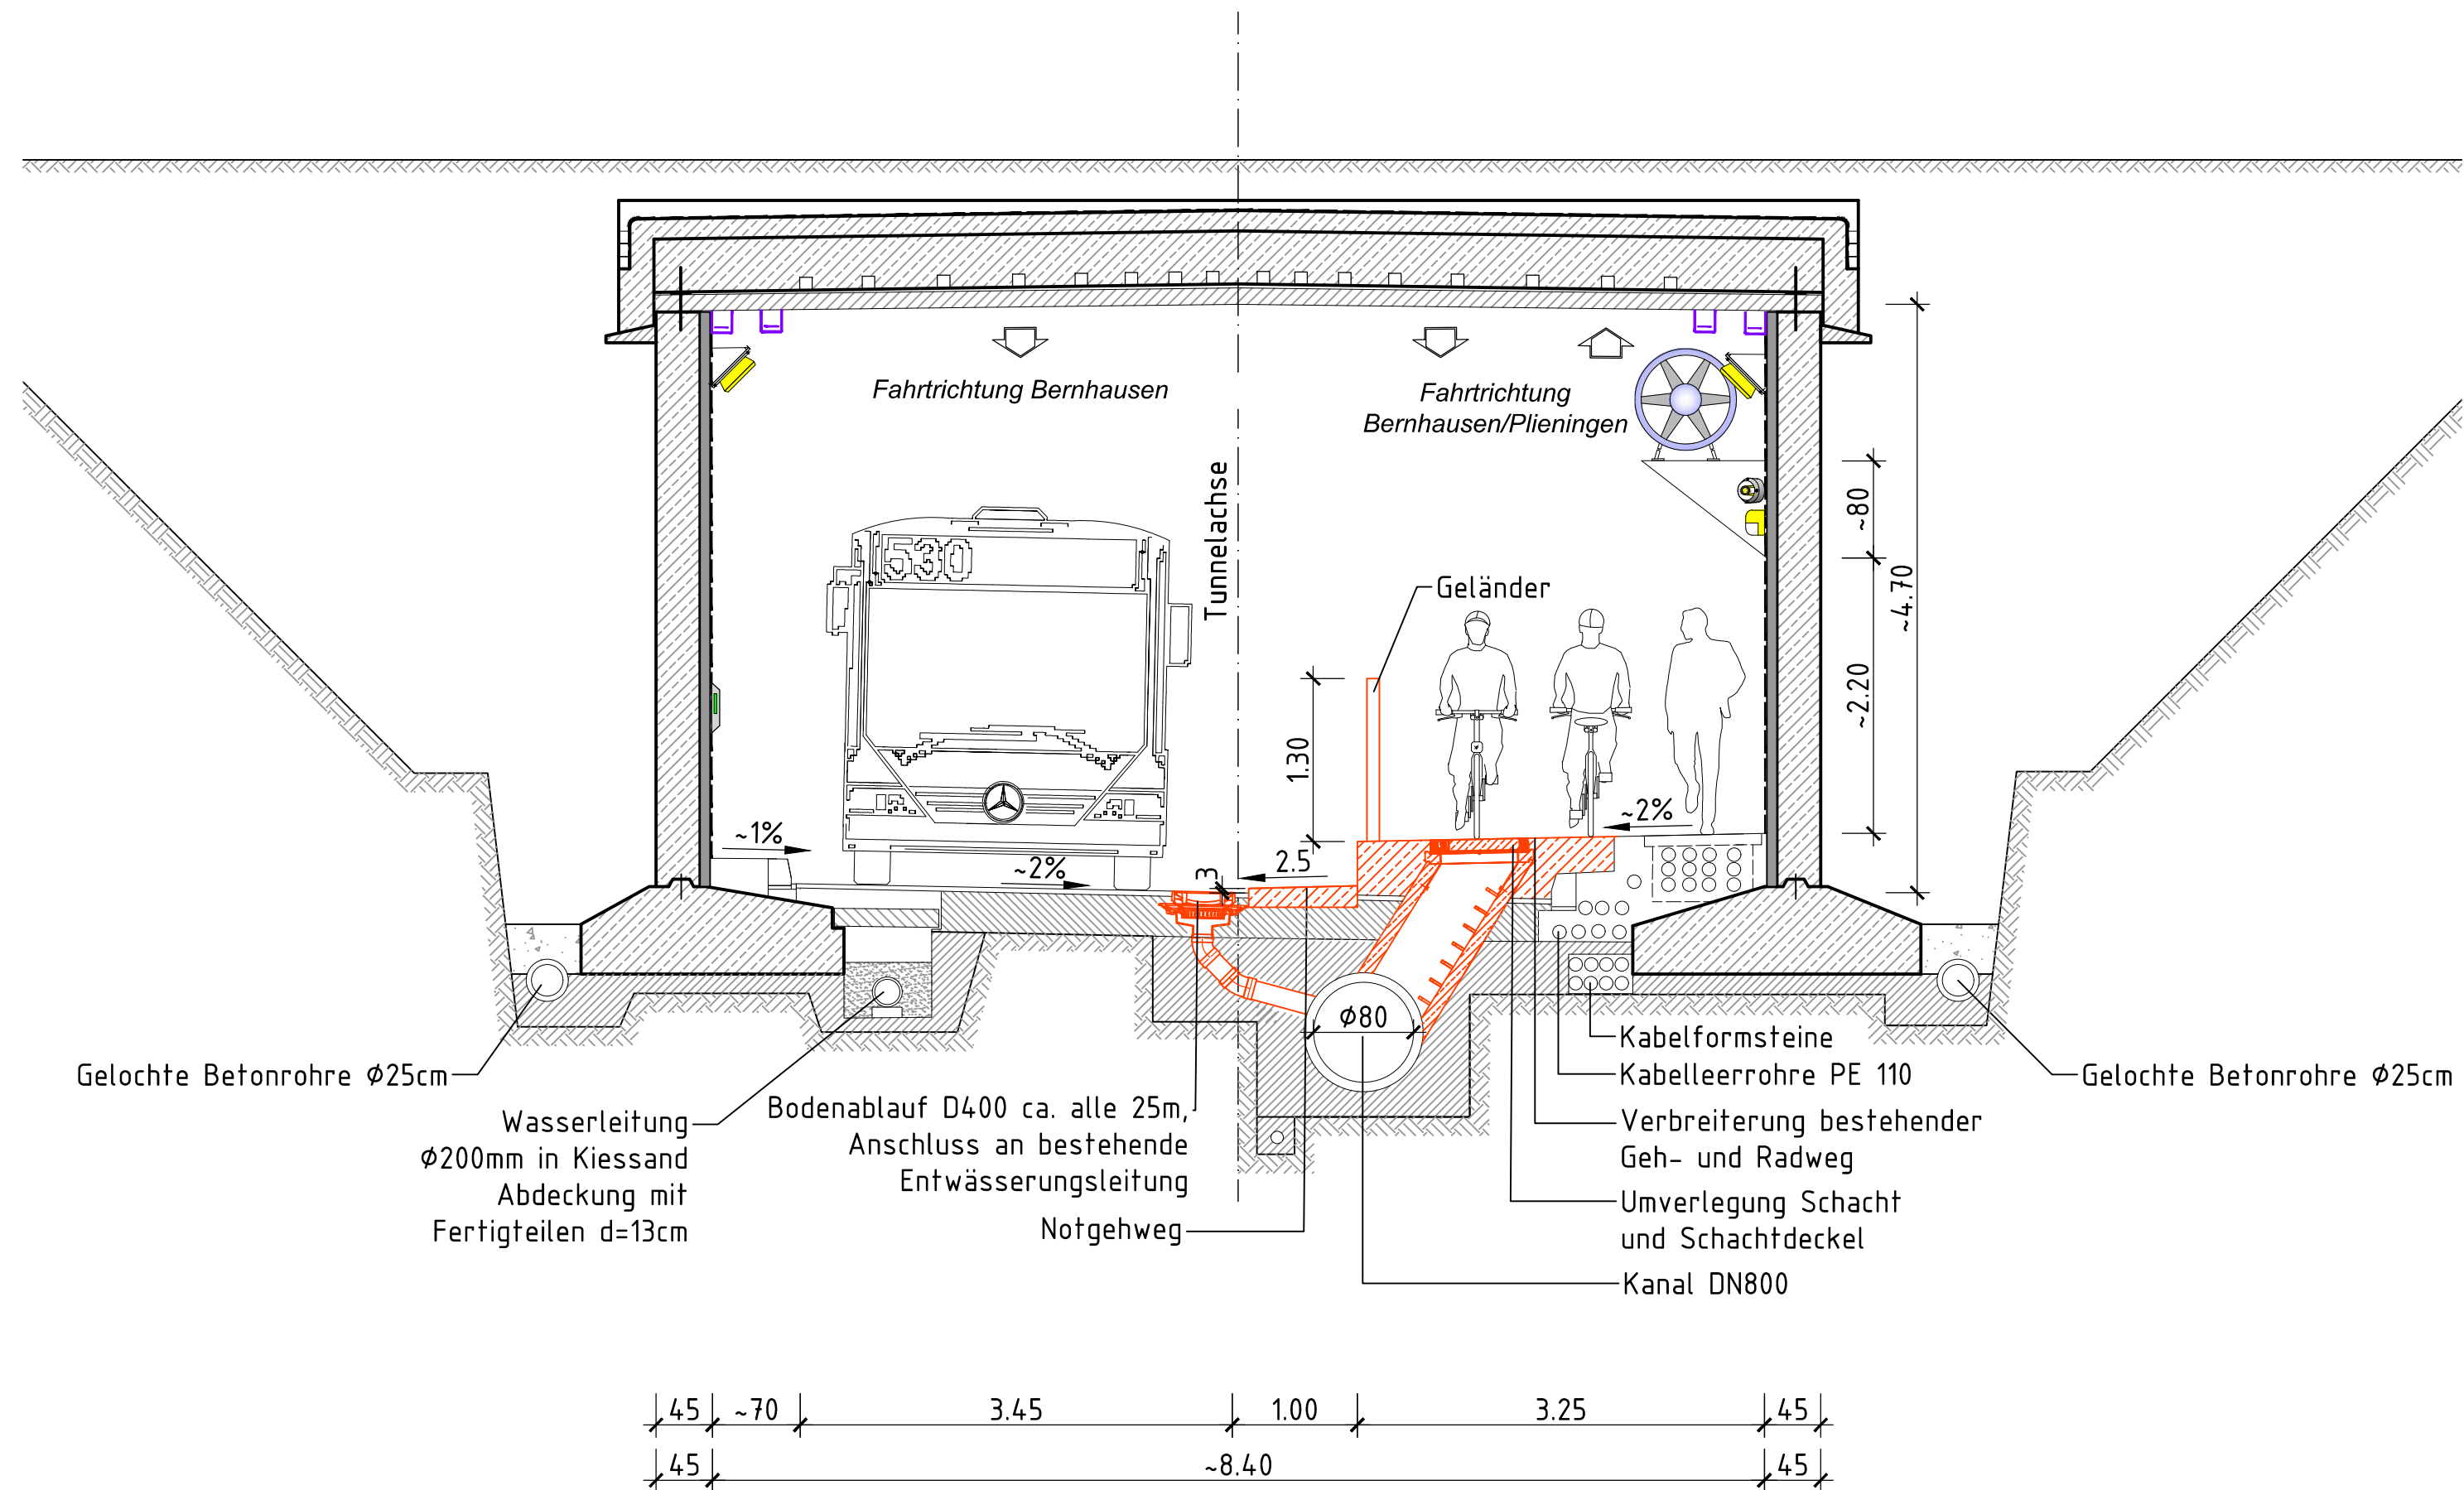 Fahrtrichtung Bernhausen
Fahrtrichtung
Bernhausen/Plieningen
Tunnelachse
530
Geländer
~80
~4.70
~2.20
1.30
~1%
~2%
3
2.5
~2%
Ø80
Gelochte Betonrohre Ø25cm
Wasserleitung
Ø200mm in Kiessand
Abdeckung mit
Fertigteilen d=13cm
Bodenablauf D400 ca. alle 25m,
Anschluss an bestehende
Entwässerungsleitung
Notgehweg
Kabelformsteine
Kabelleerrohre PE 110
Verbreiterung bestehender
Geh- und Radweg
Umverlegung Schacht
und Schachtdeckel
Kanal DN800
Gelochte Betonrohre Ø25cm
45 ~70 3.45 1.00 3.25 45
45 ~8.40 45